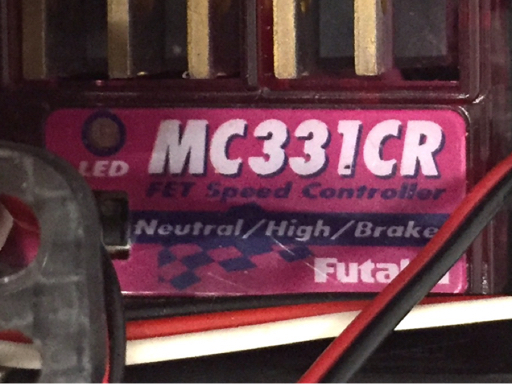 LED
MC331CR
FET Speed Controller
Neutral/High/Brake